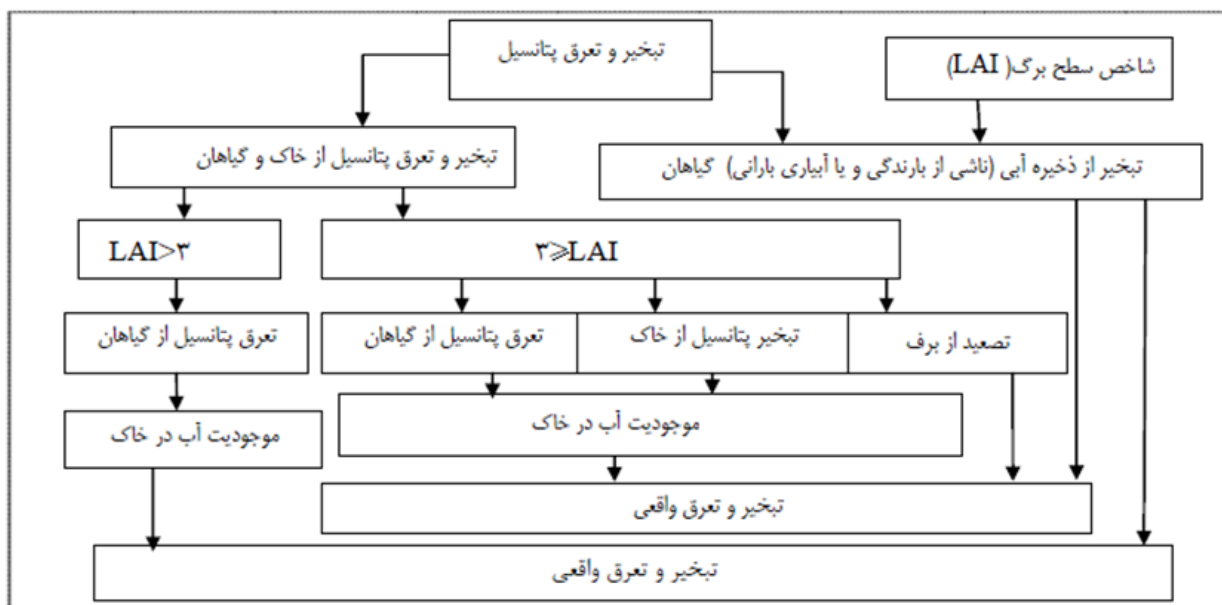 تبخیر و تعرق پتانسیل
شاخص سطح برگ( LAI)
تبخیر و تعرق پتانسیل از خاک و گیاهان
تبخیر از ذخیره آبی (ناشی از بارندگی و یا آبیاری بارانی) گیاهان
LAI>۳
۳⩾LAI
تعرق پتانسیل از گیاهان
تعرق پتانسیل از گیاهان
تبخیر پتانسیل از خاک
تصعید از برف
موجودیت آب در خاک
موجودیت آب در خاک
تبخیر و تعرق واقعی
تبخیر و تعرق واقعی